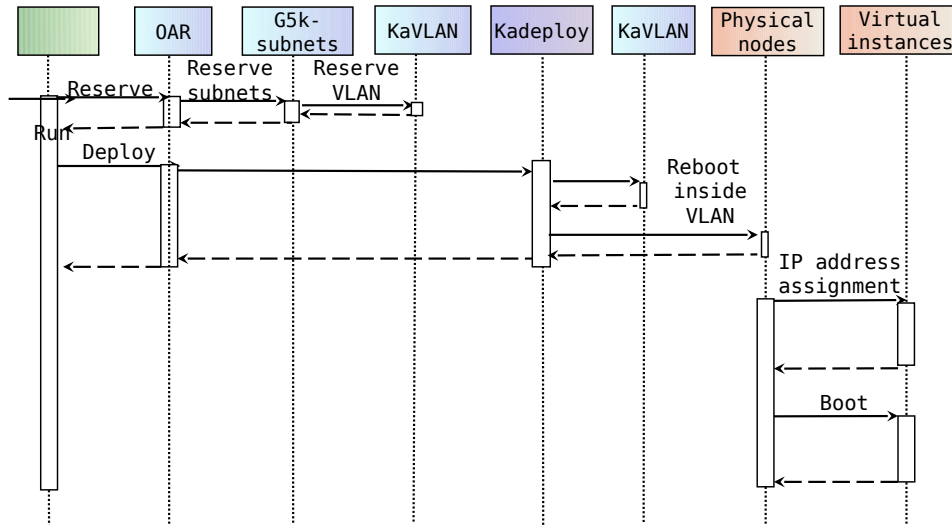 OAR
G5k-
subnets
KaVLAN
Kadeploy
KaVLAN
Physical
nodes
Virtual
instances
Reserve
Reserve
subnets
Reserve
VLAN
Run
Deploy
Reboot
inside
VLAN
IP address
assignment
Boot